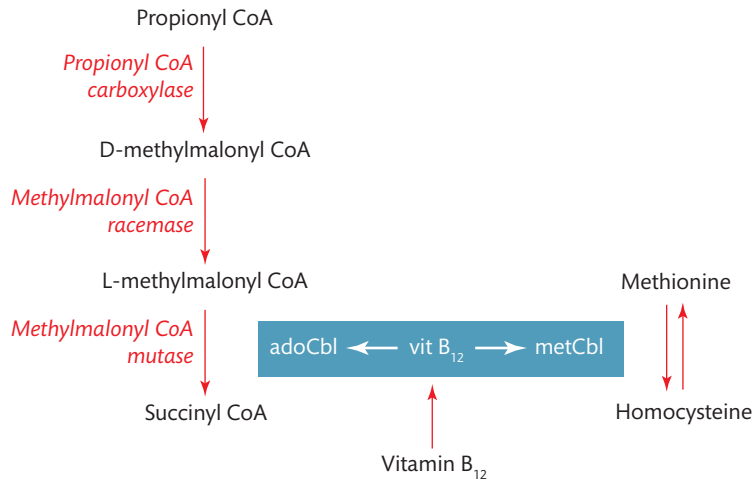 Propionyl CoA
Propionyl CoA
carboxylase
D-methylmalonyl CoA
Methylmalonyl CoA
racemase
L-methylmalonyl CoA
Methionine
Methylmalonyl CoA
mutase
adoCbl
vit B₁₂
metCbl
Succinyl CoA
Homocysteine
Vitamin B₁₂